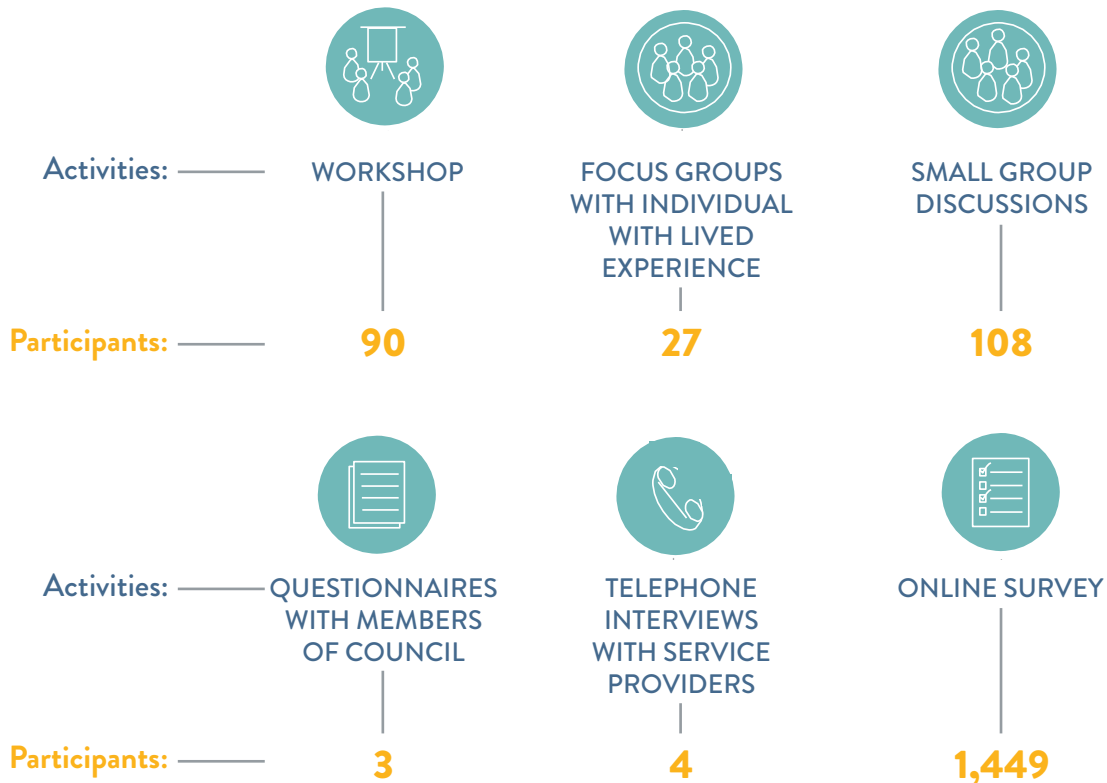 Activities:
WORKSHOP
FOCUS GROUPS
WITH INDIVIDUAL
WITH LIVED
EXPERIENCE
SMALL GROUP
DISCUSSIONS
Participants:
90
27
108
Activities:
QUESTIONNAIRES
WITH MEMBERS
OF COUNCIL
TELEPHONE
INTERVIEWS
WITH SERVICE
PROVIDERS
ONLINE SURVEY
Participants:
3
4
1,449